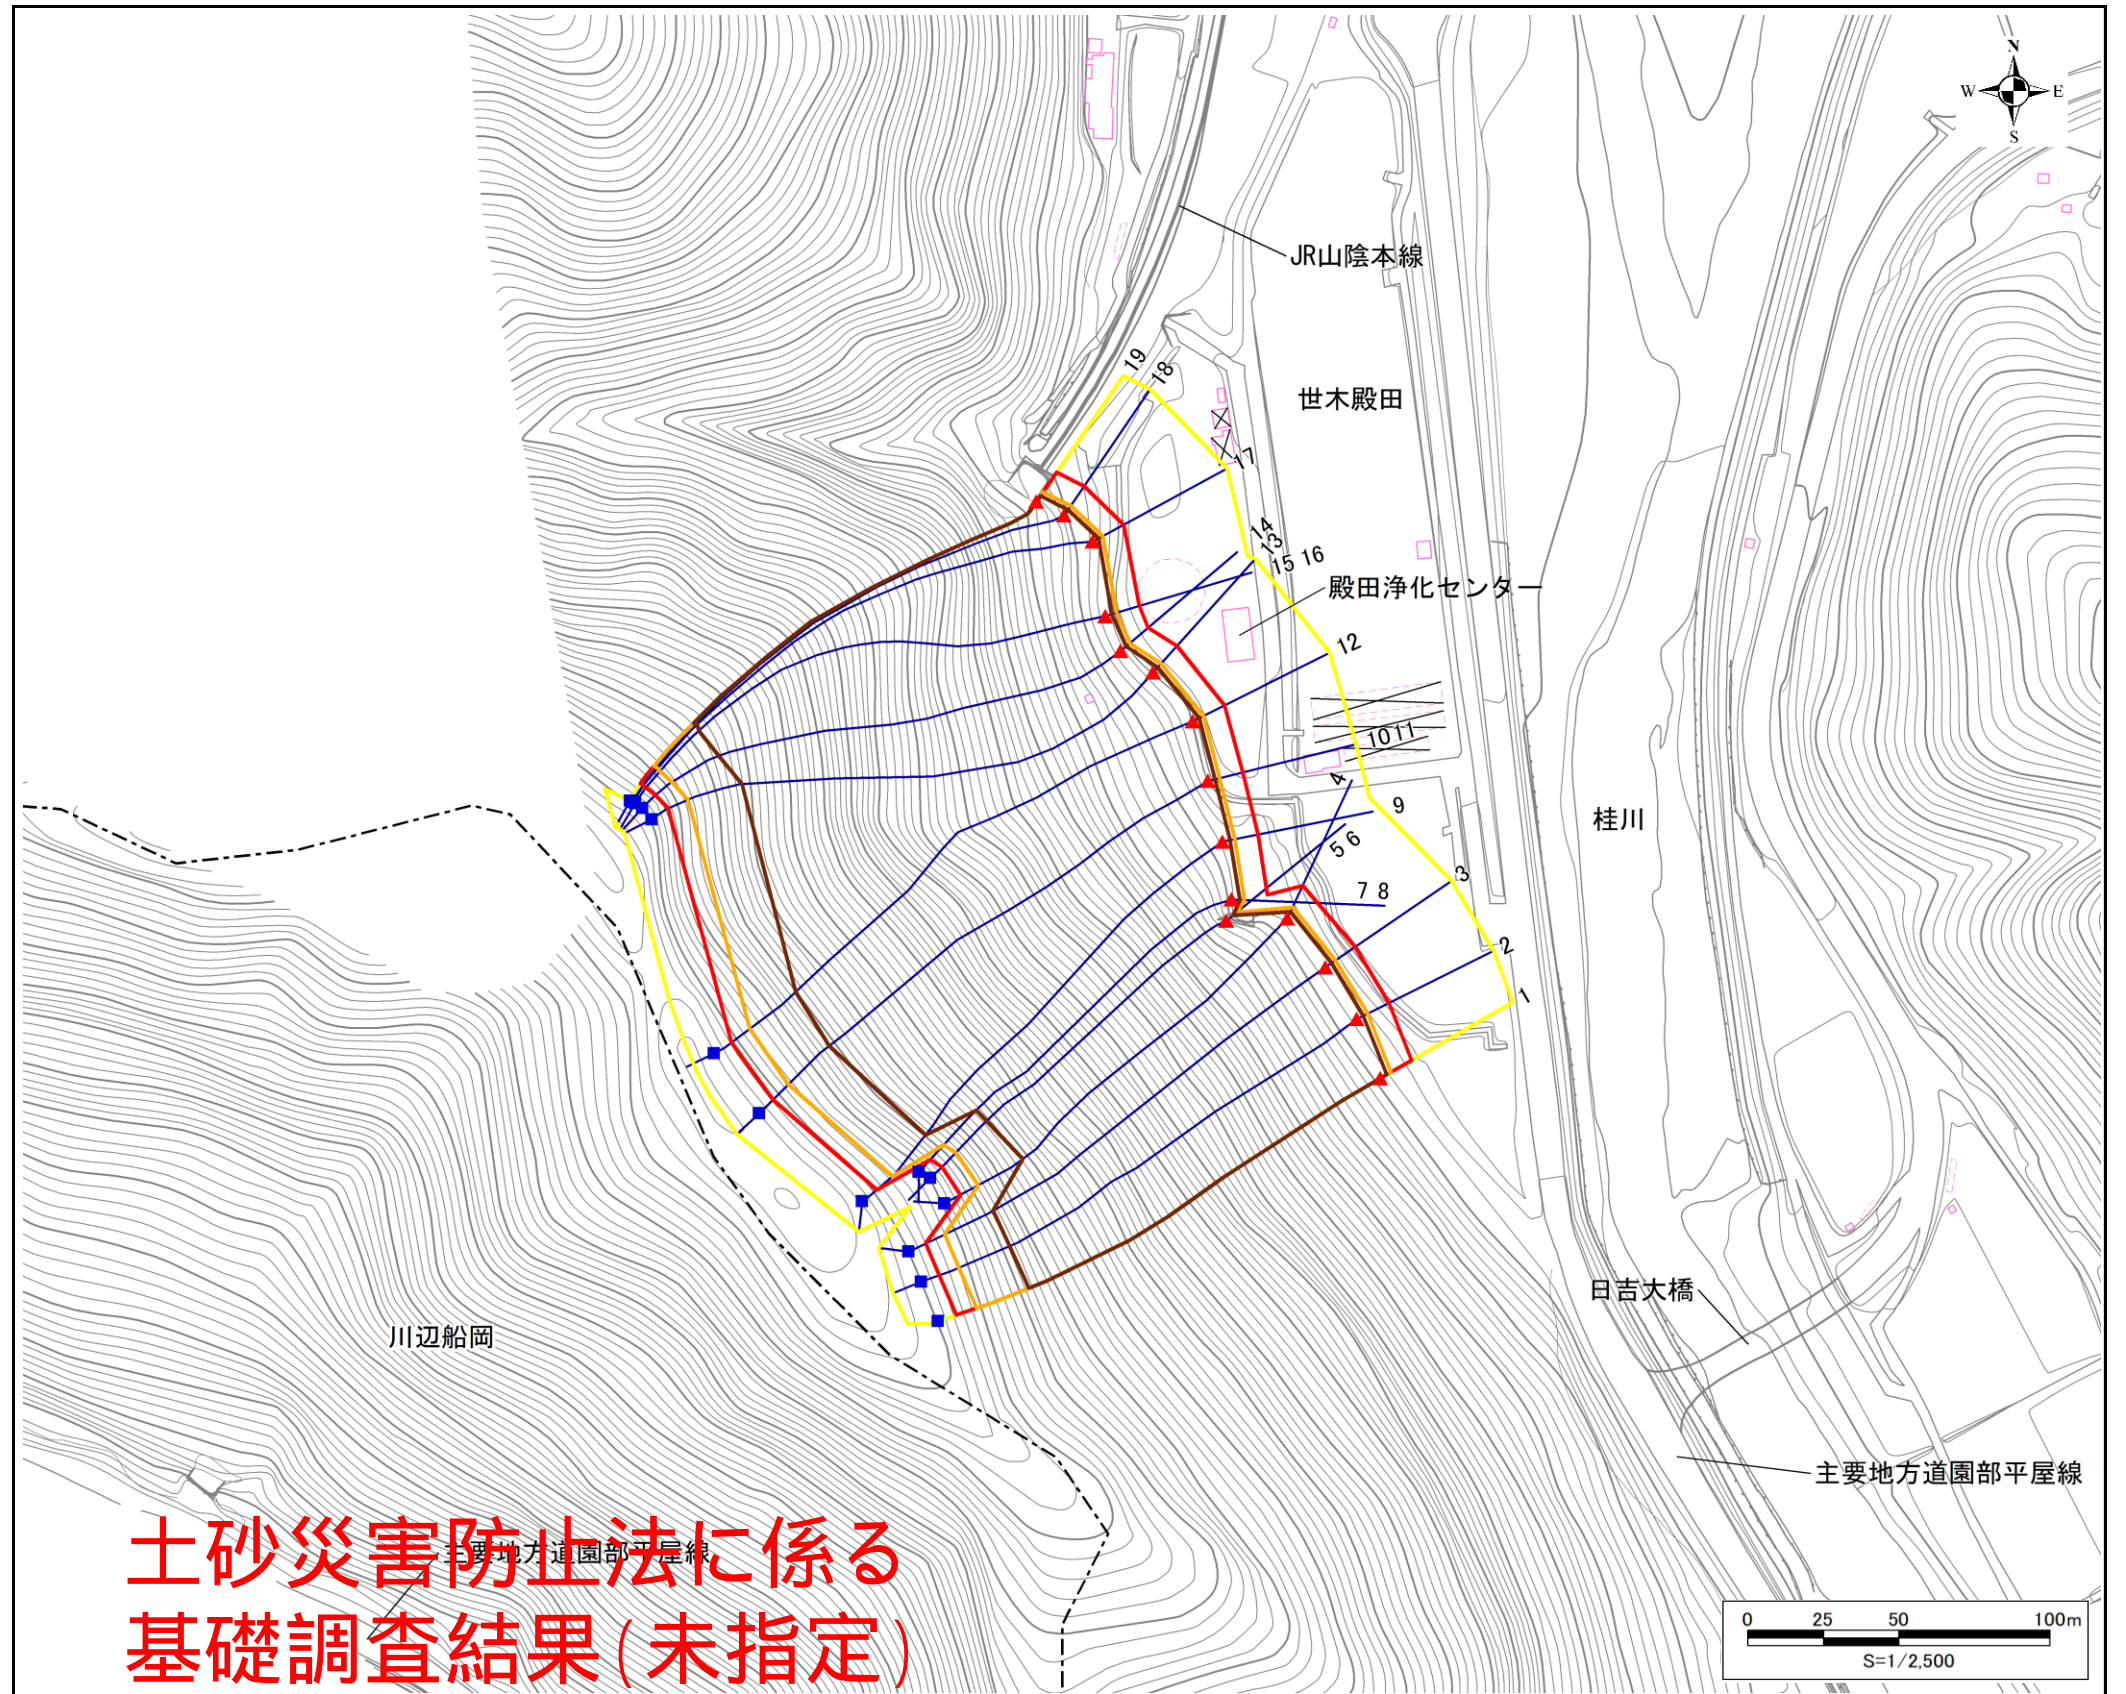 N
W E
S
JR山陰本線
19
18
世木殿田
17
14
13
15 16
殿田浄化センター
12
10 11
4
9
桂川
5 6
3
7 8
2
1
日吉大橋
川辺船岡
主要地方道園部平屋線
土砂災害防止法に係る
主要地方道園部平屋線
基礎調査結果(未指定)
0 25 50 100m
S=1/2,500